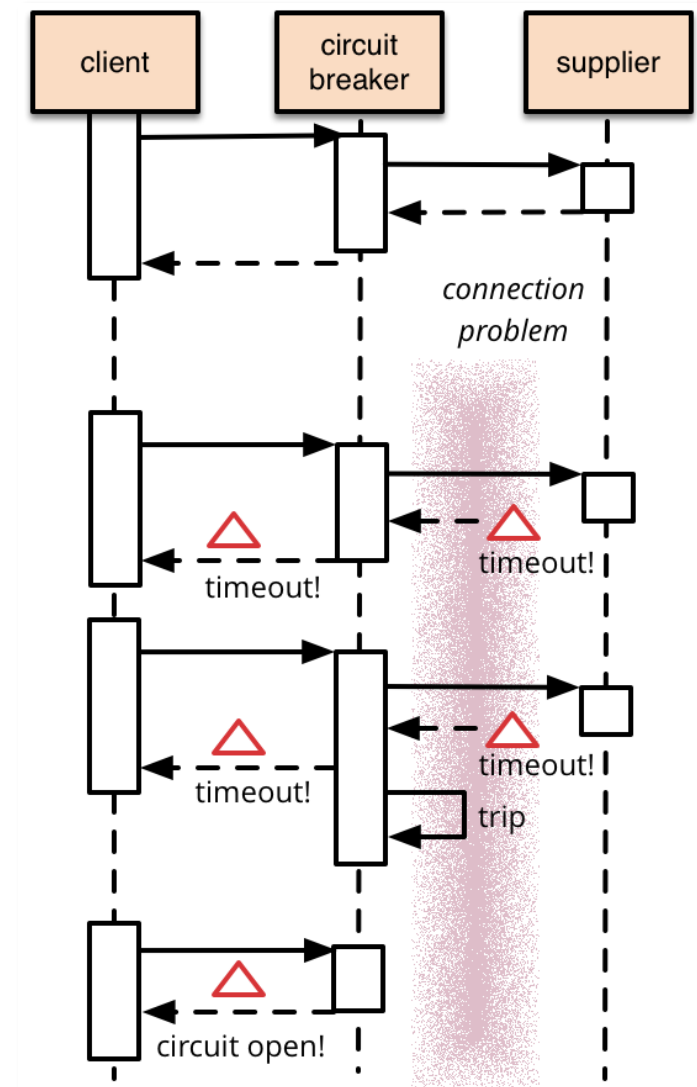 client
circuit
breaker
supplier
connection
problem
timeout!
timeout!
timeout!
timeout!
trip
circuit open!